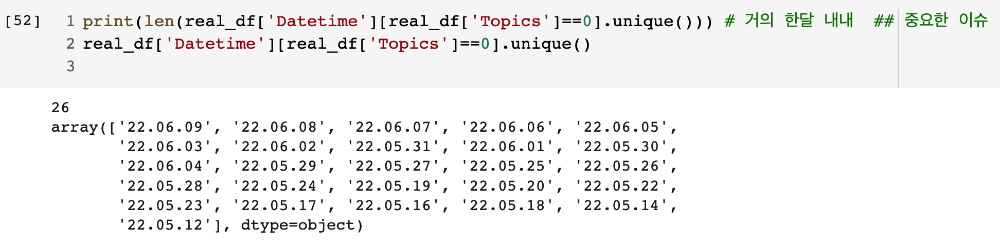 [52] 1 print(len(real_df['Datetime'][real_df['Topics']==0].unique())) # 거의 한달 내내 ## 중요한 이슈
2 real_df['Datetime'][real_df['Topics']==0].unique()
3
26
array(['22.06.09', '22.06.08', '22.06.07', '22.06.06', '22.06.05',
'22.06.03', '22.06.02', '22.05.31', '22.06.01', '22.05.30',
'22.06.04', '22.05.29', '22.05.27', '22.05.25', '22.05.26',
'22.05.28', '22.05.24', '22.05.19', '22.05.20', '22.05.22',
'22.05.23', '22.05.17', '22.05.16', '22.05.18', '22.05.14',
'22.05.12'], dtype=object)